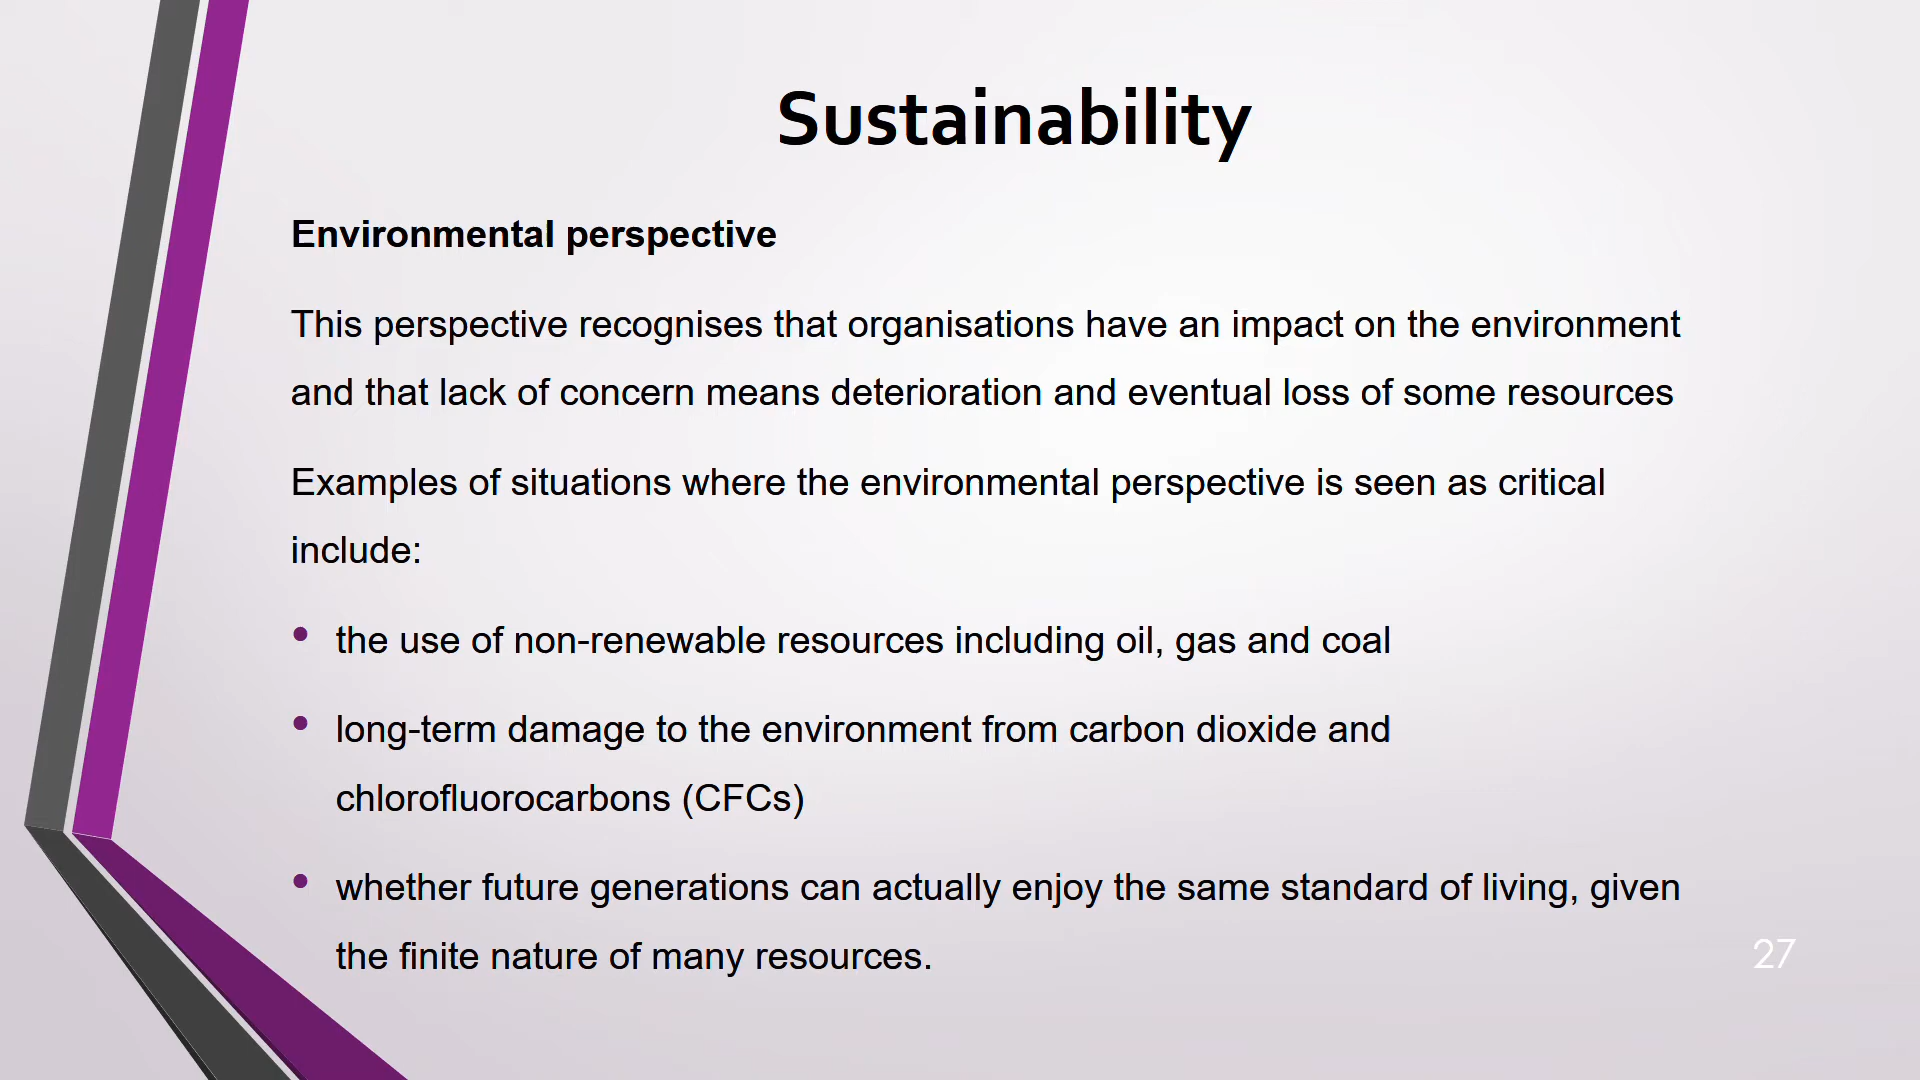 Sustainability
Environmental perspective
This perspective recognises that organisations have an impact on the environment
and that lack of concern means deterioration and eventual loss of some resources
Examples of situations where the environmental perspective is seen as critical
include:
• the use of non-renewable resources including oil, gas and coal
• long-term damage to the environment from carbon dioxide and
chlorofluorocarbons (CFCs)
• whether future generations can actually enjoy the same standard of living, given
the finite nature of many resources.
27